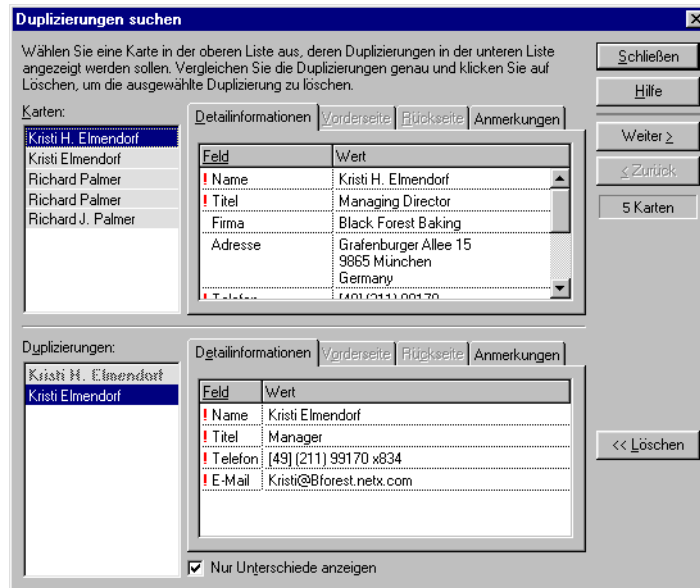 Duplizierungen suchen
Wählen Sie eine Karte in der oberen Liste aus, deren Duplizierungen in der unteren Liste
angezeigt werden sollen. Vergleichen Sie die Duplizierungen genau und klicken Sie auf
Löschen, um die ausgewählte Duplizierung zu löschen.
Schließen
Hilfe
Weiter >
< Zurück
5 Karten
Karten:
Kristi H. Elmendorf
Kristi Elmendorf
Richard Palmer
Richard Palmer
Richard J. Palmer
Detailinformationen Vorderseite Rückseite Anmerkungen
Feld Wert
! Name Kristi H. Elmendorf
! Titel Managing Director
Firma Black Forest Baking
Adresse Grafenburger Allee 15
9865 München
Germany
! Telefon [49] (211) 99170
Duplizierungen:
Kristi H. Elmendorf
Kristi Elmendorf
Detailinformationen Vorderseite Rückseite Anmerkungen
Feld Wert
! Name Kristi Elmendorf
! Titel Manager
! Telefon [49] (211) 99170 x834
! E-Mail Kristi@Bforest.netx.com
<< Löschen
Nur Unterschiede anzeigen